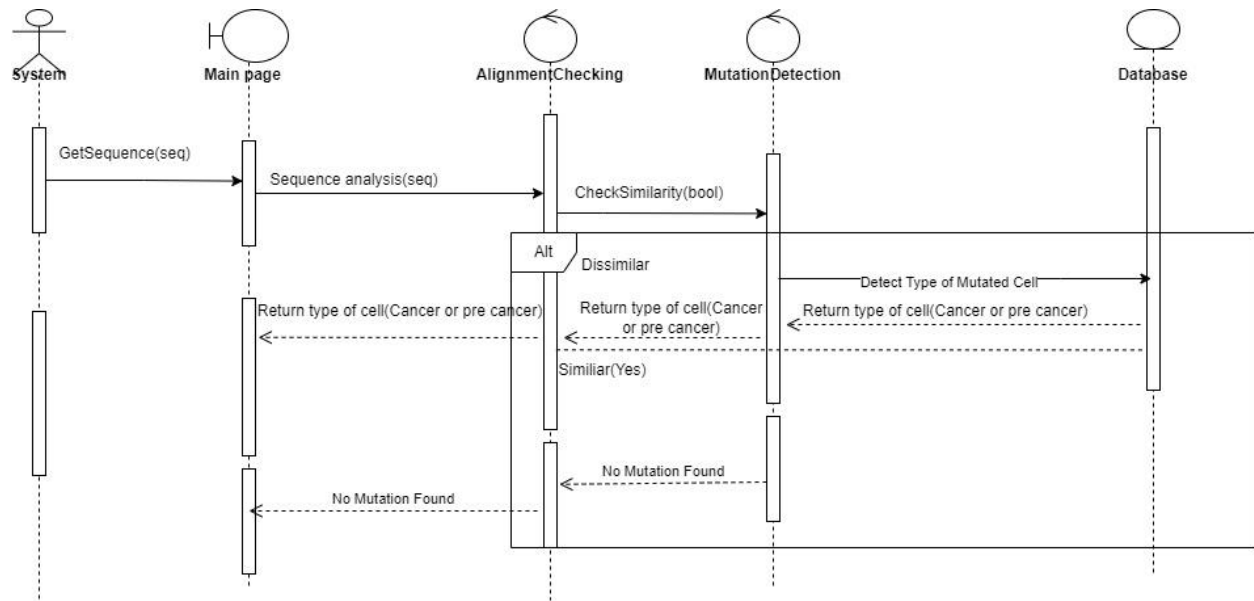 System
Main page
AlignmentChecking
MutationDetection
Database
GetSequence(seq)
Sequence analysis(seq)
CheckSimilarity(bool)
Alt
Dissimilar
Detect Type of Mutated Cell
Return type of cell(Cancer or pre cancer)
Return type of cell(Cancer
or pre cancer)
Return type of cell(Cancer or pre cancer)
Similiar(Yes)
No Mutation Found
No Mutation Found